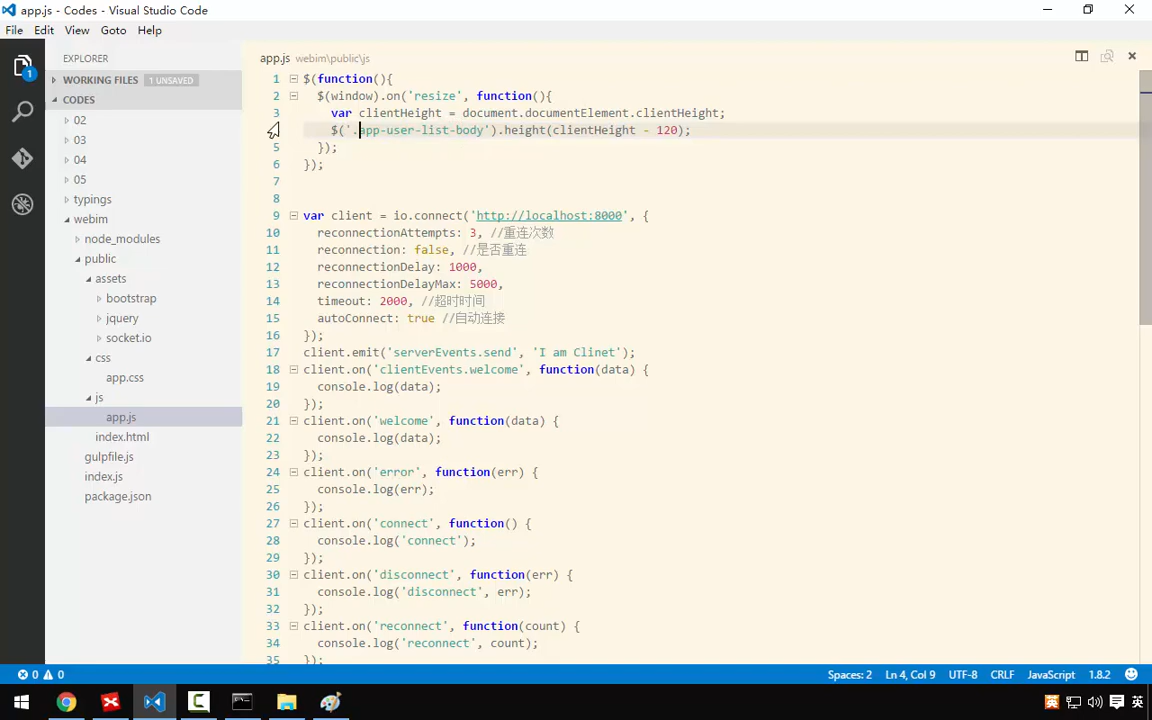 app.js - Codes - Visual Studio Code
File Edit View Goto Help
EXPLORER
WORKING FILES 1 UNSAVED
CODES
02
03
04
05
typings
webim
node_modules
public
assets
bootstrap
jquery
socket.io
css
app.css
js
app.js
index.html
gulpfile.js
index.js
package.json
1
app.js webim\public\js
1 $(function(){
2 $(window).on('resize', function(){
3 var clientHeight = document.documentElement.clientHeight;
$('.app-user-list-body').height(clientHeight - 120);
5 });
6 });
7
8
9 var client = io.connect('http://localhost:8000', {
10 reconnectionAttempts: 3, //重连次数
11 reconnection: false, //是否重连
12 reconnectionDelay: 1000,
13 reconnectionDelayMax: 5000,
14 timeout: 2000, //超时时间
15 autoConnect: true //自动连接
16 });
17 client.emit('serverEvents.send', 'I am Clinet');
18 client.on('clientEvents.welcome', function(data) {
19 console.log(data);
20 });
21 client.on('welcome', function(data) {
22 console.log(data);
23 });
24 client.on('error', function(err) {
25 console.log(err);
26 });
27 client.on('connect', function() {
28 console.log('connect');
29 });
30 client.on('disconnect', function(err) {
31 console.log('disconnect', err);
32 });
33 client.on('reconnect', function(count) {
34 console.log('reconnect', count);
35 });
0 0 Spaces: 2 Ln 4, Col 9 UTF-8 CRLF JavaScript 1.8.2
英